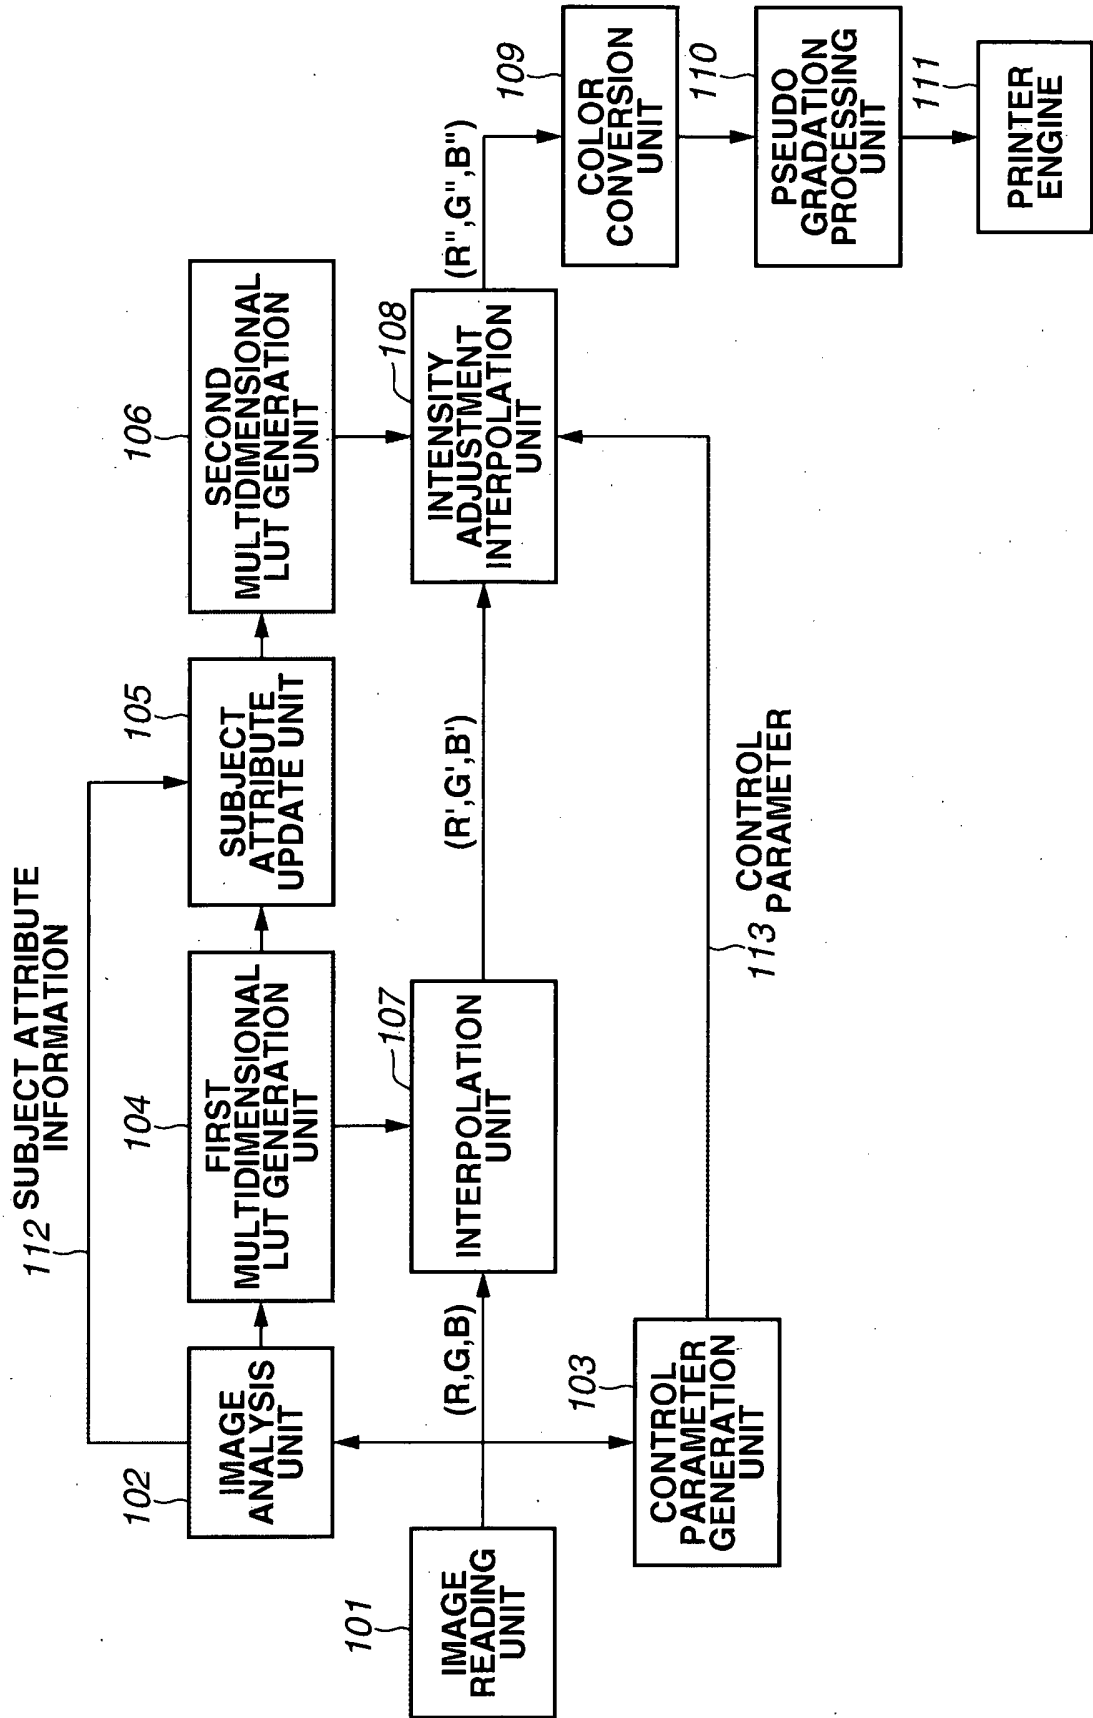 112 SUBJECT ATTRIBUTE
INFORMATION
102
IMAGE
ANALYSIS
UNIT
104
FIRST
MULTIDIMENSIONAL
LUT GENERATION
UNIT
105
SUBJECT
ATTRIBUTE
UPDATE UNIT
106
SECOND
MULTIDIMENSIONAL
LUT GENERATION
UNIT
101
IMAGE
READING
UNIT
(R,G,B)
107
INTERPOLATION
UNIT
(R',G',B')
108
INTENSITY
ADJUSTMENT
INTERPOLATION
UNIT
(R",G",B")
109
COLOR
CONVERSION
UNIT
110
PSEUDO
GRADATION
PROCESSING
UNIT
111
PRINTER
ENGINE
103
CONTROL
PARAMETER
GENERATION
UNIT
113
CONTROL
PARAMETER